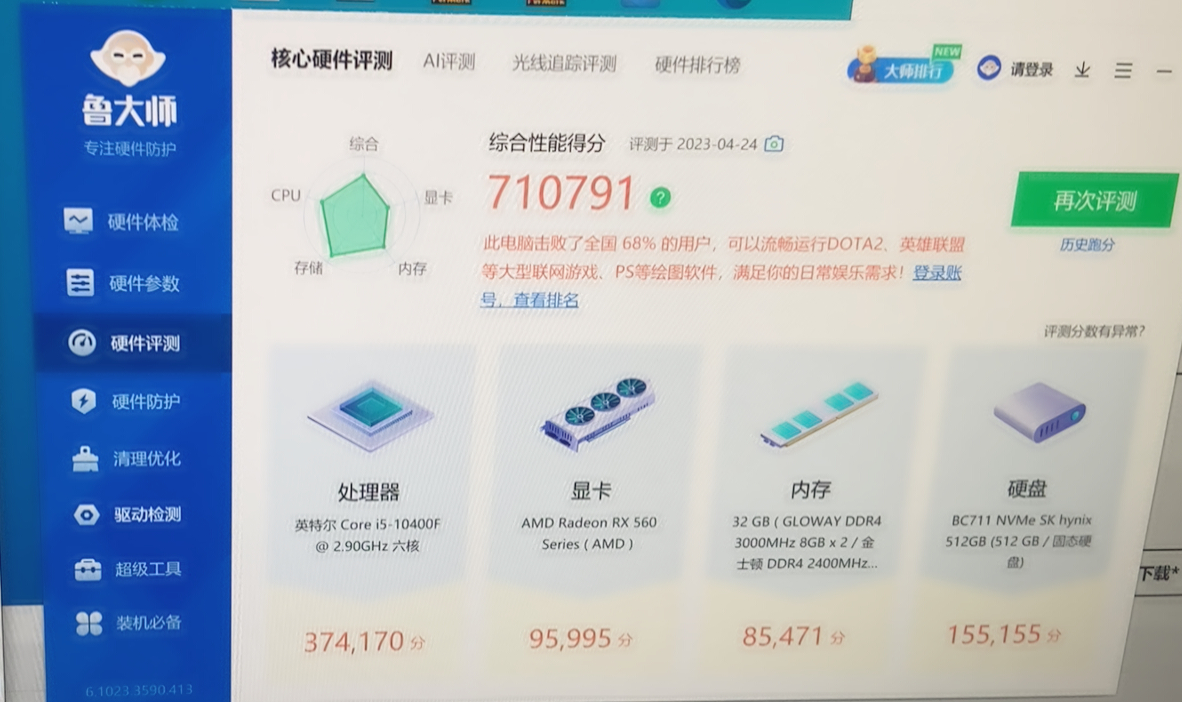 核心硬件评测
AI评测
光线追踪评测
硬件排行榜
大师排行
NEW
请登录
鲁大师
专注硬件防护
硬件体检
硬件参数
硬件评测
硬件防护
清理优化
驱动检测
超级工具
装机必备
6.1023.3590.413
综合
CPU
显卡
存储
内存
综合性能得分
评测于 2023-04-24
710791
?
此电脑击败了全国 68% 的用户，可以流畅运行DOTA2、英雄联盟
等大型联网游戏、PS等绘图软件，满足你的日常娱乐需求！登录账
号，查看排名
再次评测
历史跑分
评测分数有异常?
处理器
英特尔 Core i5-10400F
@ 2.90GHz 六核
374,170 分
显卡
AMD Radeon RX 560
Series ( AMD )
95,995 分
内存
32 GB ( GLOWAY DDR4
3000MHz 8GB x 2 / 金
士顿 DDR4 2400MHz...
85,471 分
硬盘
BC711 NVMe SK hynix
512GB (512 GB / 固态硬
盘)
155,155 分
下载*